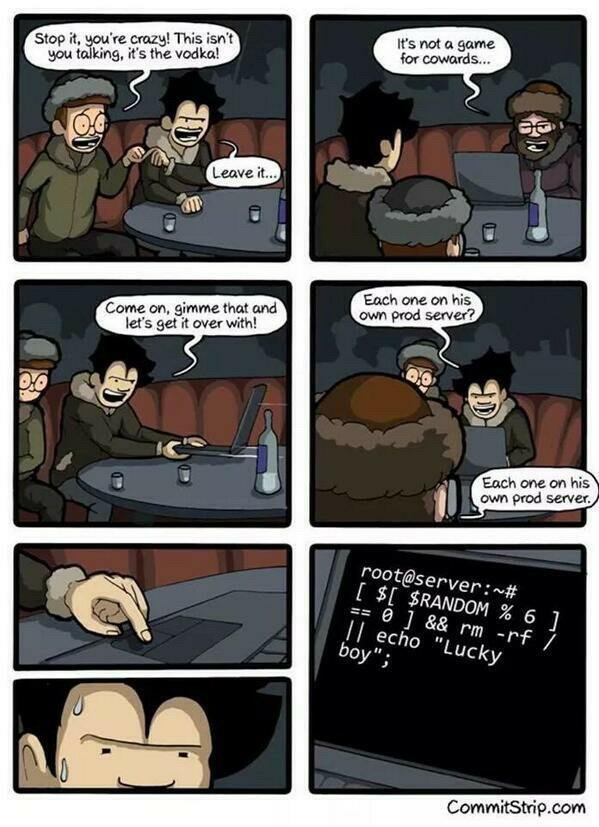 Stop it, you're crazy! This isn't
you talking, it's the vodka!
Leave it...
It's not a game
for cowards...
Come on, gimme that and
let's get it over with!
Each one on his
own prod server?
Each one on his
own prod server.
root@server:~#
[ $[ $RANDOM % 6 ]
== 0 ] && rm -rf /
|| echo "Lucky
boy";
CommitStrip.com